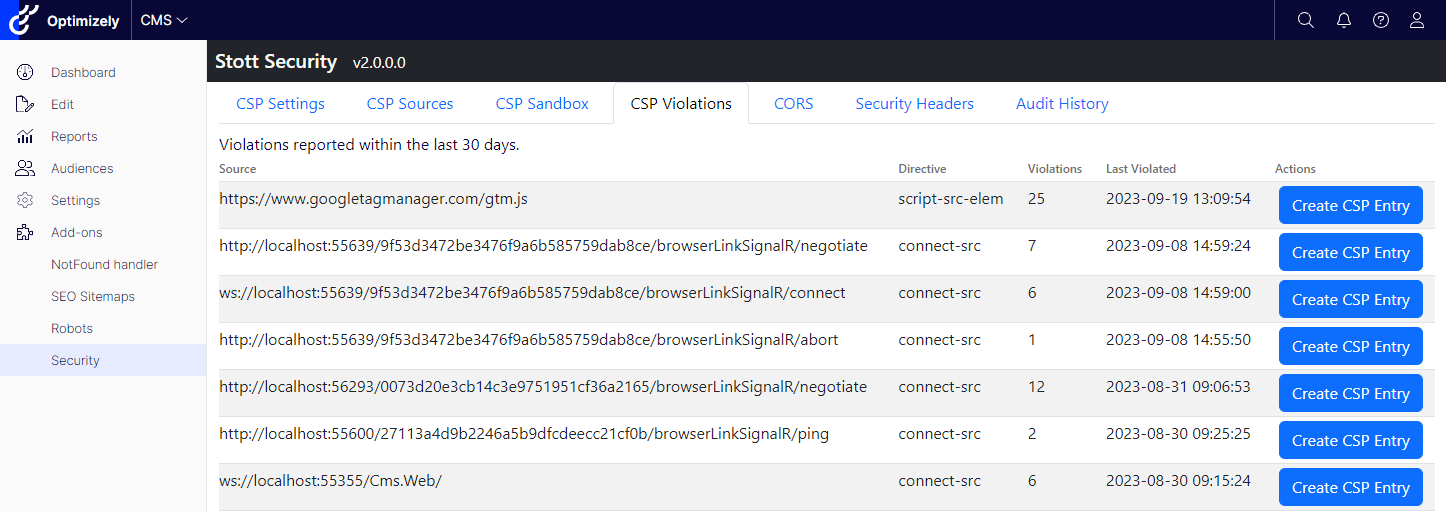 Optimizely CMS
Dashboard
Edit
Reports
Audiences
Settings
Add-ons
NotFound handler
SEO Sitemaps
Robots
Security
Stott Security v2.0.0.0
CSP Settings CSP Sources CSP Sandbox CSP Violations CORS Security Headers Audit History
Violations reported within the last 30 days.
Source Directive Violations Last Violated Actions
https://www.googletagmanager.com/gtm.js script-src-elem 25 2023-09-19 13:09:54 Create CSP Entry
http://localhost:55639/9f53d3472be3476f9a6b585759dab8ce/browserLinkSignalR/negotiate connect-src 7 2023-09-08 14:59:24 Create CSP Entry
ws://localhost:55639/9f53d3472be3476f9a6b585759dab8ce/browserLinkSignalR/connect connect-src 6 2023-09-08 14:59:00 Create CSP Entry
http://localhost:55639/9f53d3472be3476f9a6b585759dab8ce/browserLinkSignalR/abort connect-src 1 2023-09-08 14:55:50 Create CSP Entry
http://localhost:56293/0073d20e3cb14c3e9751951cf36a2165/browserLinkSignalR/negotiate connect-src 12 2023-08-31 09:06:53 Create CSP Entry
http://localhost:55600/27113a4d9b2246a5b9dfcdeecc21cf0b/browserLinkSignalR/ping connect-src 2 2023-08-30 09:25:25 Create CSP Entry
ws://localhost:55355/Cms.Web/ connect-src 6 2023-08-30 09:15:24 Create CSP Entry